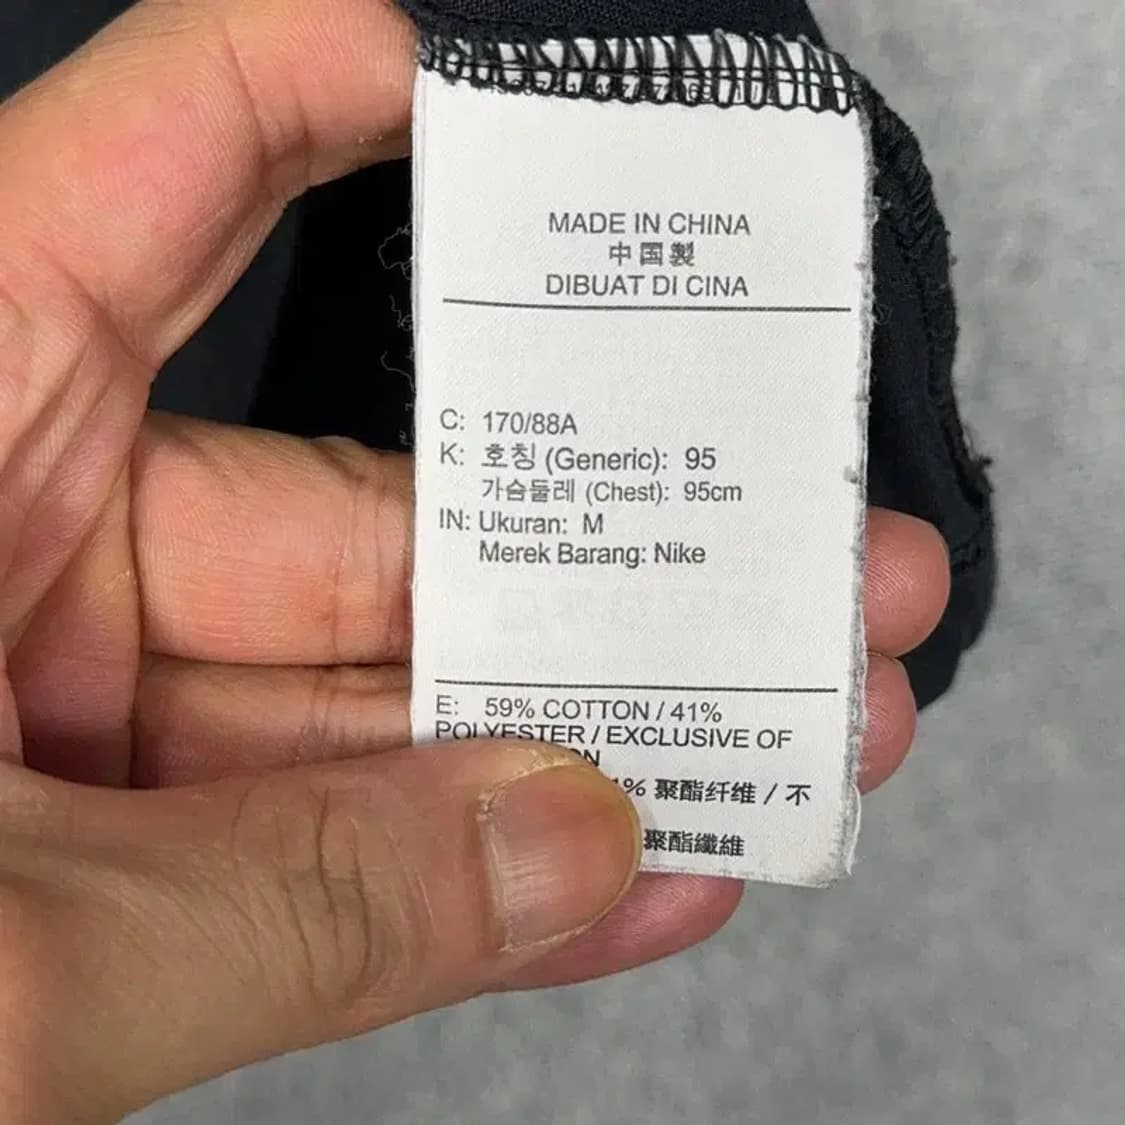 MADE IN CHINA
中国製
DIBUAT DI CINA
C: 170/88A
K: 호칭 (Generic): 95
가슴둘레 (Chest): 95cm
IN: Ukuran: M
Merek Barang: Nike
E: 59% COTTON / 41%
POLYESTER / EXCLUSIVE OF
% 聚酯纤维 / 不
聚酯纖維